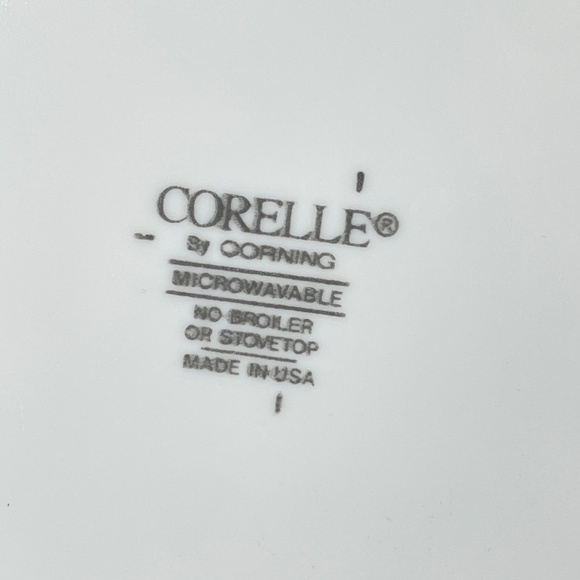 CORELLE®
By CORNING
MICROWAVABLE
NO BROILER
OR STOVETOP
MADE IN USA